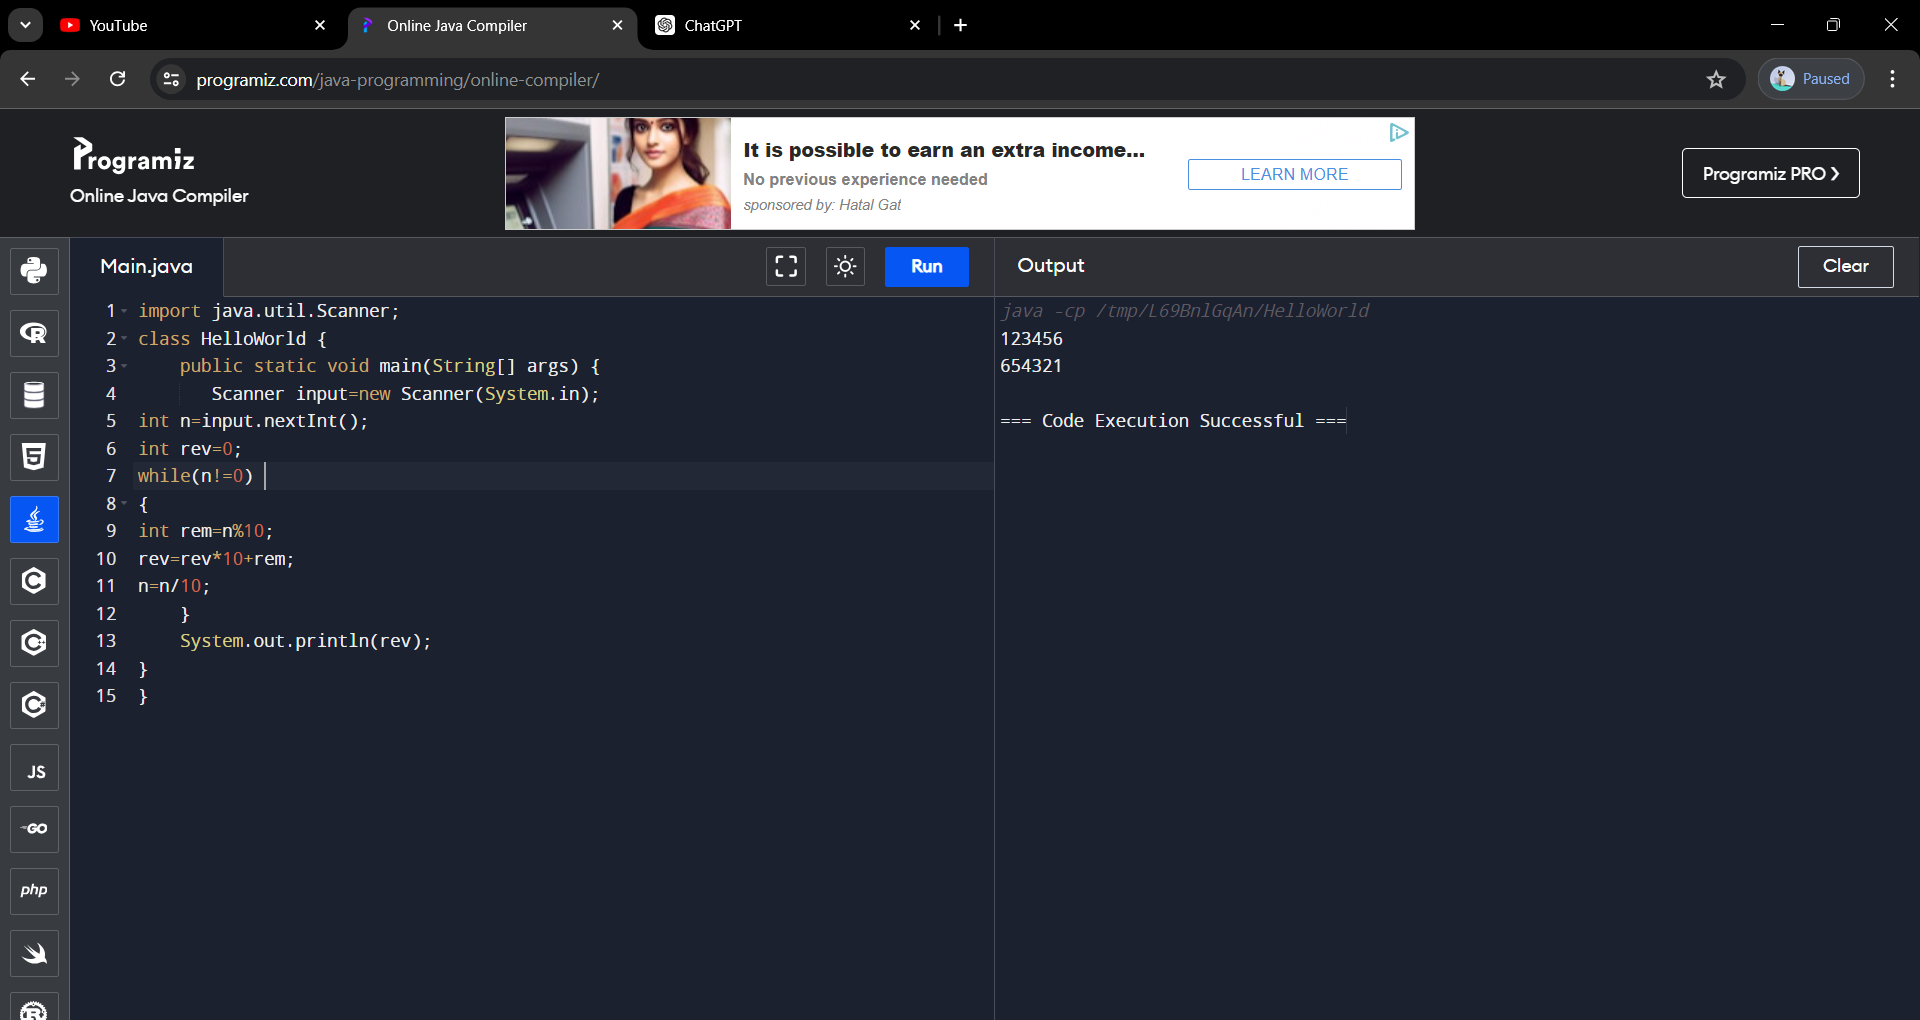 YouTube
Online Java Compiler
ChatGPT
programiz.com/java-programming/online-compiler/
Paused
Programiz
Online Java Compiler
It is possible to earn an extra income...
No previous experience needed
sponsored by: Hatal Gat
LEARN MORE
Programiz PRO ❯
Main.java
Run
Output
Clear
1 import java.util.Scanner;
2 class HelloWorld {
3     public static void main(String[] args) {
4        Scanner input=new Scanner(System.in);
5 int n=input.nextInt();
6 int rev=0;
7 while(n!=0)
8 {
9 int rem=n%10;
10 rev=rev*10+rem;
11 n=n/10;
12     }
13     System.out.println(rev);
14 }
15 }
java -cp /tmp/L69BnlGqAn/HelloWorld
123456
654321
=== Code Execution Successful ===
R
5
C
C++
C#
JS
GO
php
R